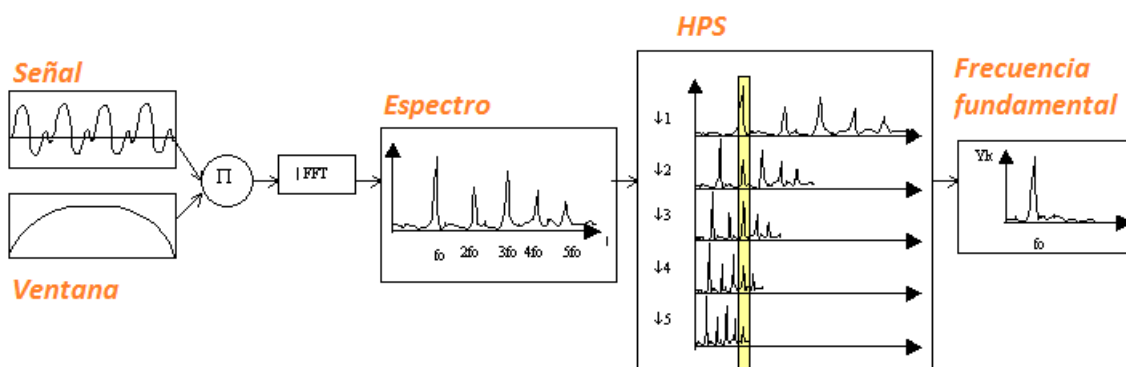 HPS
Señal
Frecuencia
fundamental
Espectro
↓1
Π
| FFT
Yk
↓2
↓3
fo 2fo 3fo 4fo 5fo
fo
↓4
Ventana
↓5